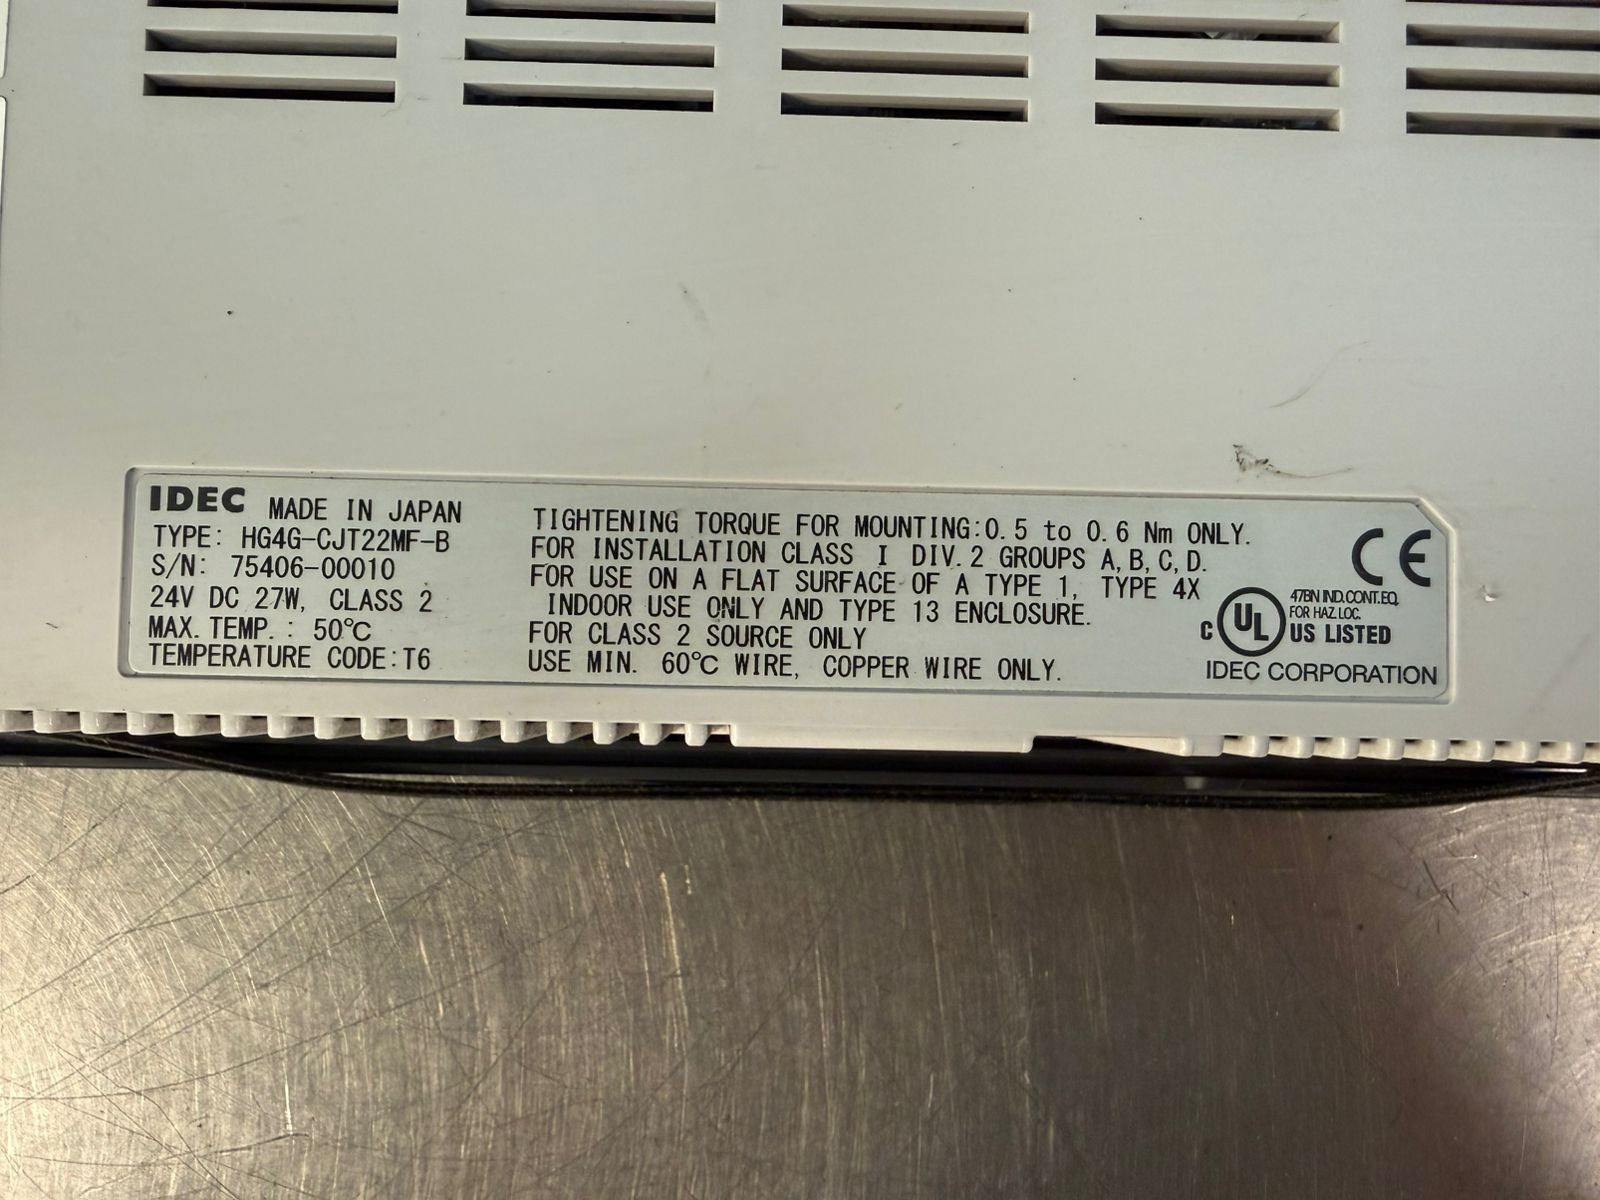 IDEC MADE IN JAPAN
TYPE: HG4G-CJT22MF-B
S/N: 75406-00010
24V DC 27W, CLASS 2
MAX. TEMP. : 50℃
TEMPERATURE CODE:T6
TIGHTENING TORQUE FOR MOUNTING:0.5 to 0.6 Nm ONLY.
FOR INSTALLATION CLASS I DIV.2 GROUPS A,B,C,D.
FOR USE ON A FLAT SURFACE OF A TYPE 1, TYPE 4X
INDOOR USE ONLY AND TYPE 13 ENCLOSURE.
FOR CLASS 2 SOURCE ONLY
USE MIN. 60℃ WIRE, COPPER WIRE ONLY.
CE
47BN IND.CONT.EQ.
FOR HAZ.LOC.
C UL US LISTED
IDEC CORPORATION